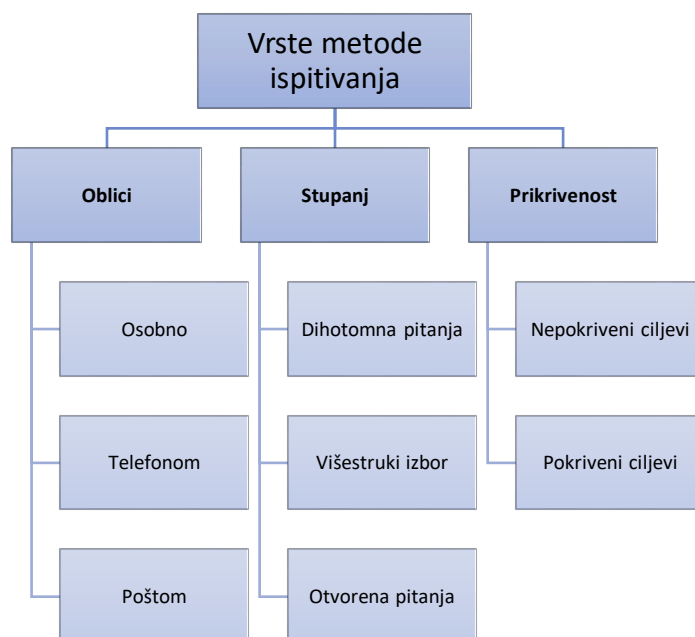 Vrste metode
ispitivanja
Oblici
Stupanj
Prikrivenost
Osobno
Dihotomna pitanja
Nepokriveni ciljevi
Telefonom
Višestruki izbor
Pokriveni ciljevi
Poštom
Otvorena pitanja